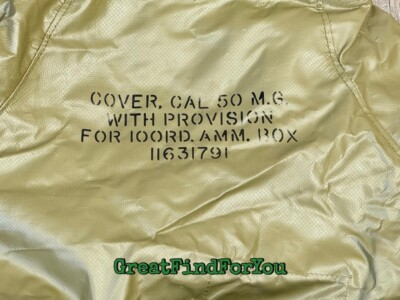 COVER, CAL 50 M.G.
WITH PROVISION
FOR 100RD. AMM. BOX
11631791
GreatFindForYou